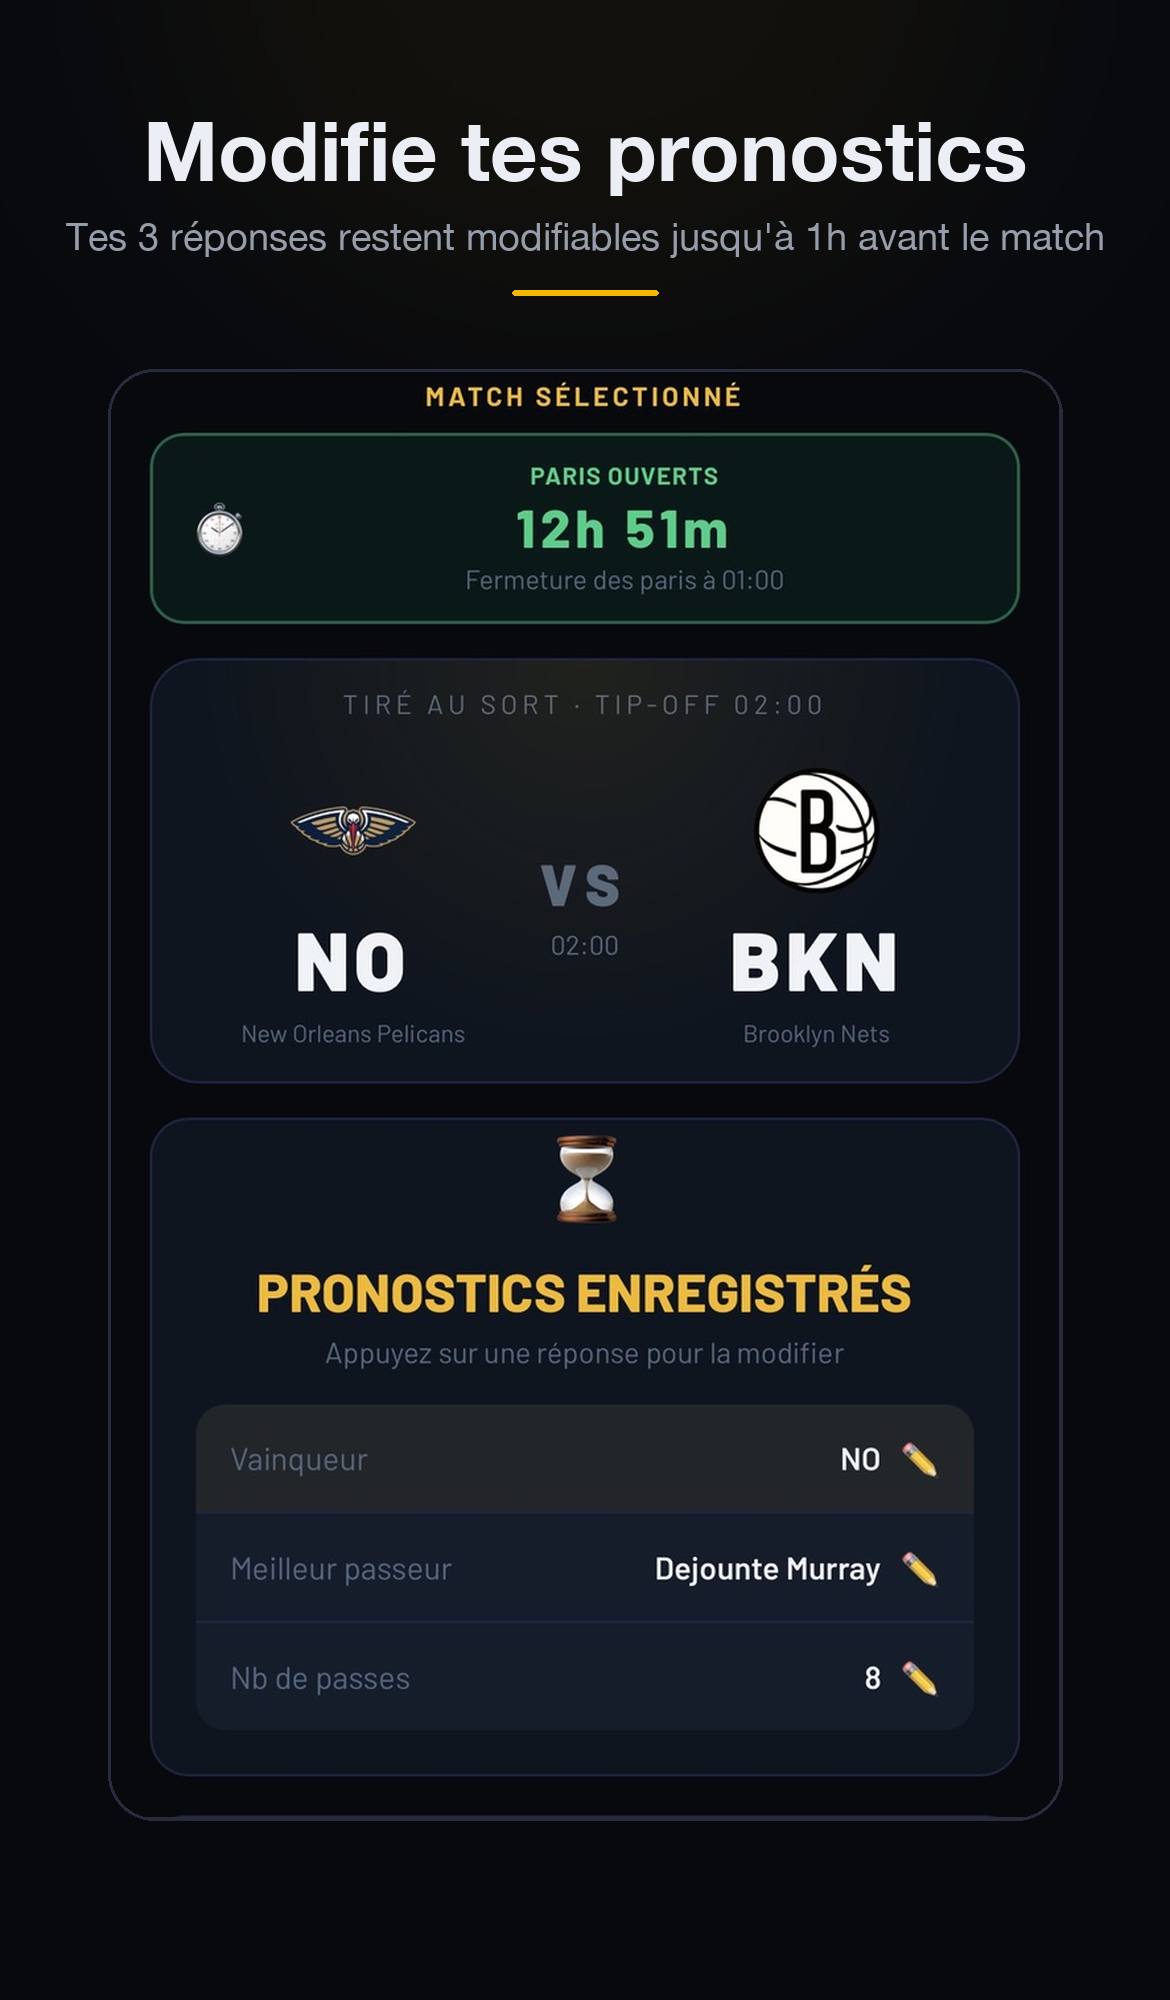 Modifie tes pronostics
Tes 3 réponses restent modifiables jusqu'à 1h avant le match
MATCH SÉLECTIONNÉ
PARIS OUVERTS
12h 51m
Fermeture des paris à 01:00
TIRÉ AU SORT · TIP-OFF 02:00
B
VS
NO
02:00
BKN
New Orleans Pelicans
Brooklyn Nets
PRONOSTICS ENREGISTRÉS
Appuyez sur une réponse pour la modifier
Vainqueur NO
Meilleur passeur Dejounte Murray
Nb de passes 8